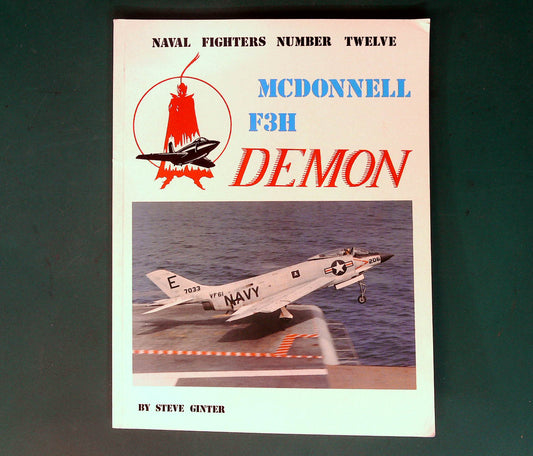 NAVAL FIGHTERS NUMBER TWELVE
MCDONNELL
F3H
DEMON
E
7033
VF61
NAVY
206
BY STEVE GINTER